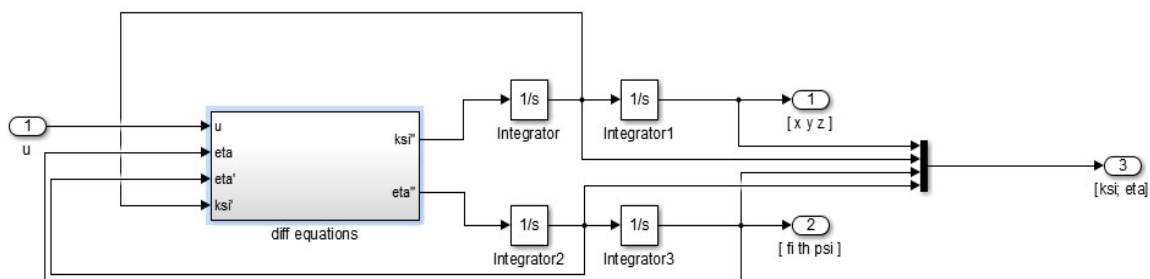 1
u
u
eta
eta'
ksi'
ksi''
eta''
diff equations
1/s
Integrator
1/s
Integrator1
1/s
Integrator2
1/s
Integrator3
1
[ x y z ]
2
[ fi th psi ]
3
[ksi; eta]